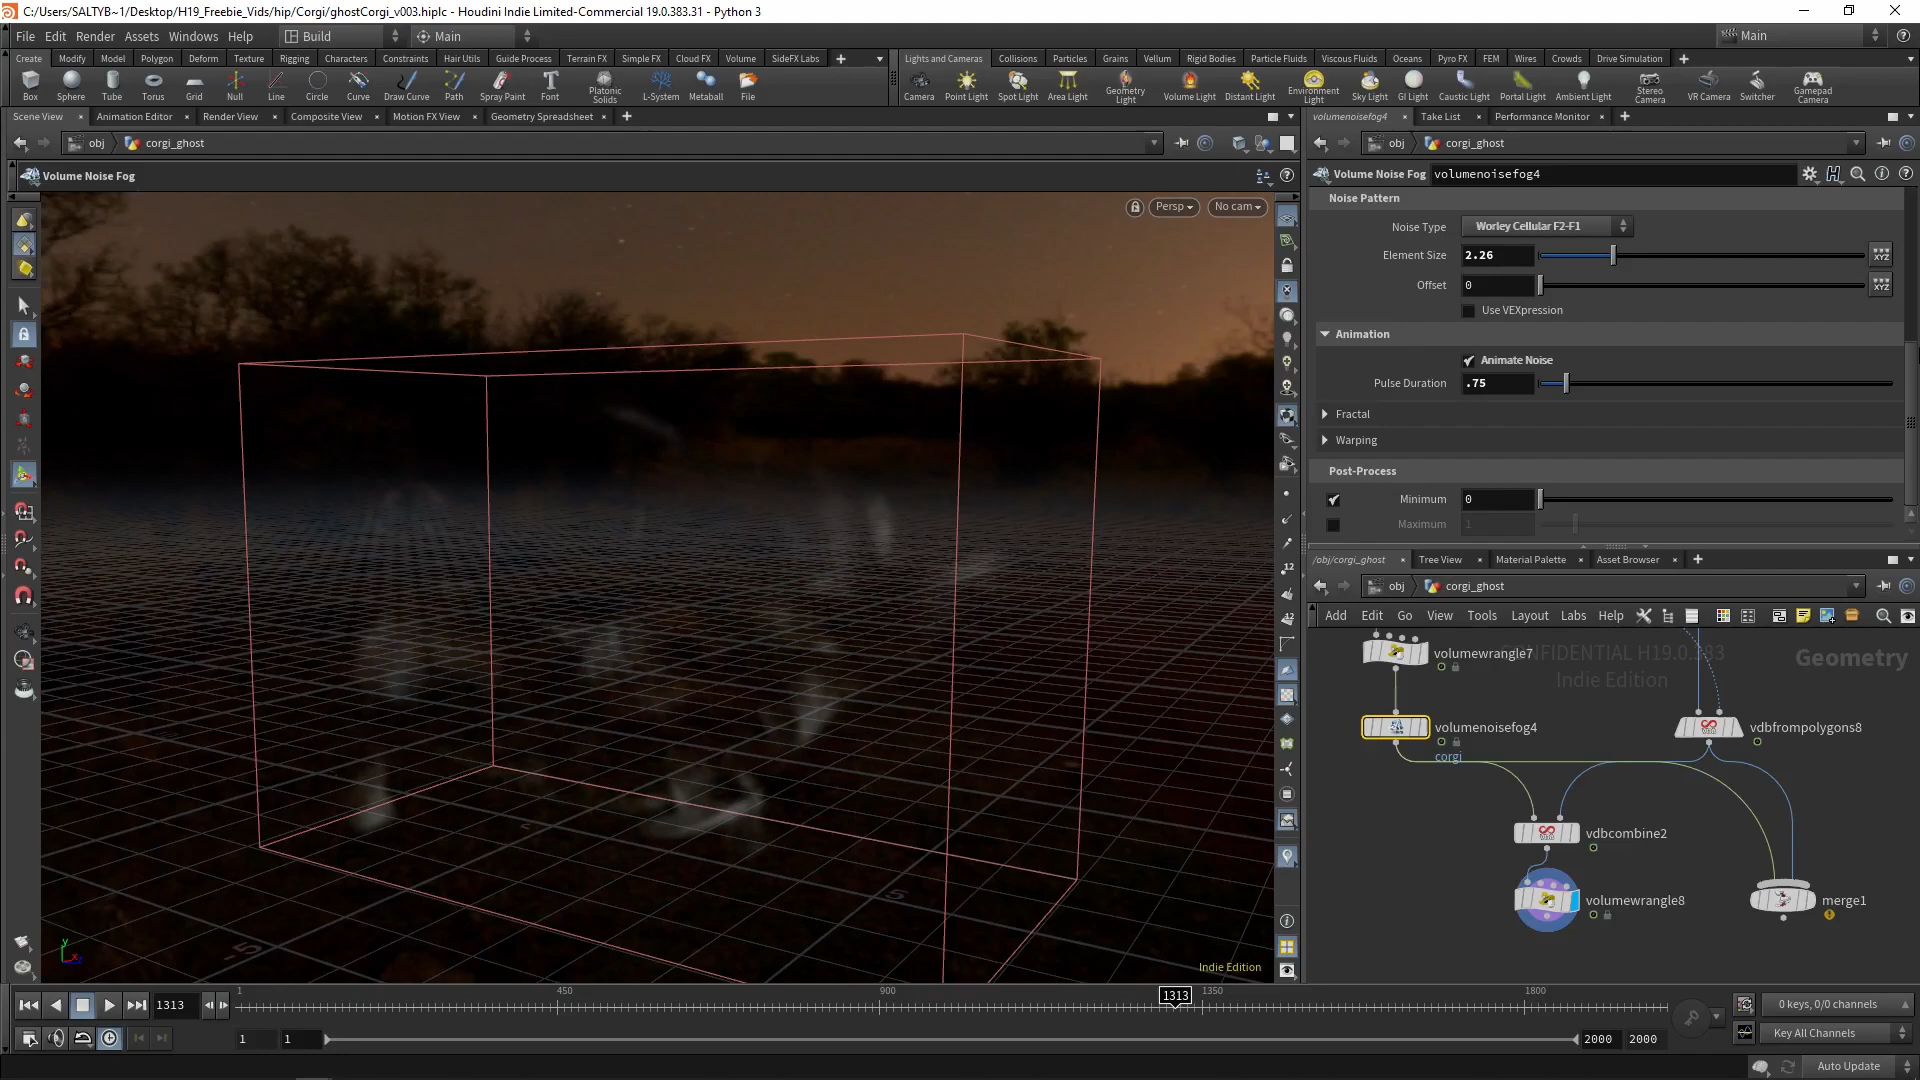 C:/Users/SALTYB~1/Desktop/H19_Freebie_Vids/hip/Corgi/ghostCorgi_v003.hiplc - Houdini Indie Limited-Commercial 19.0.383.31 - Python 3
File Edit Render Assets Windows Help Build Main Main
Create Modify Model Polygon Deform Texture Rigging Characters Constraints Hair Utils Guide Process Terrain FX Simple FX Cloud FX Volume SideFX Labs
Lights and Cameras Collisions Particles Grains Vellum Rigid Bodies Particle Fluids Viscous Fluids Oceans Pyro FX FEM Wires Crowds Drive Simulation
Box Sphere Tube Torus Grid Null Line Circle Curve Draw Curve Path Spray Paint Font Platonic Solids L-System Metaball File
Camera Point Light Spot Light Area Light Geometry Light Volume Light Distant Light Environment Light Sky Light GI Light Caustic Light Portal Light Ambient Light Stereo Camera VR Camera Switcher Gamepad Camera
Scene View Animation Editor Render View Composite View Motion FX View Geometry Spreadsheet
volumenoisefog4 Take List Performance Monitor
obj corgi_ghost
obj corgi_ghost
Volume Noise Fog
Volume Noise Fog volumenoisefog4
Persp No cam
Noise Pattern
Noise Type Worley Cellular F2-F1
Element Size 2.26
XYZ
Offset 0
XYZ
Use VEXpression
Animation
Animate Noise
Pulse Duration .75
Fractal
Warping
Post-Process
Minimum 0
Maximum 1
/obj/corgi_ghost Tree View Material Palette Asset Browser
obj corgi_ghost
Add Edit Go View Tools Layout Labs Help
volumewrangle7
CONFIDENTIAL H19.0.383
Indie Edition
Geometry
volumenoisefog4
corgi
vdbfrompolygons8
vdbcombine2
volumewrangle8
merge1
12
-5
5
y
x
Indie Edition
1313
1 450 900 1313 1350 1800
0 keys, 0/0 channels
1 1 2000 2000
Key All Channels
Auto Update